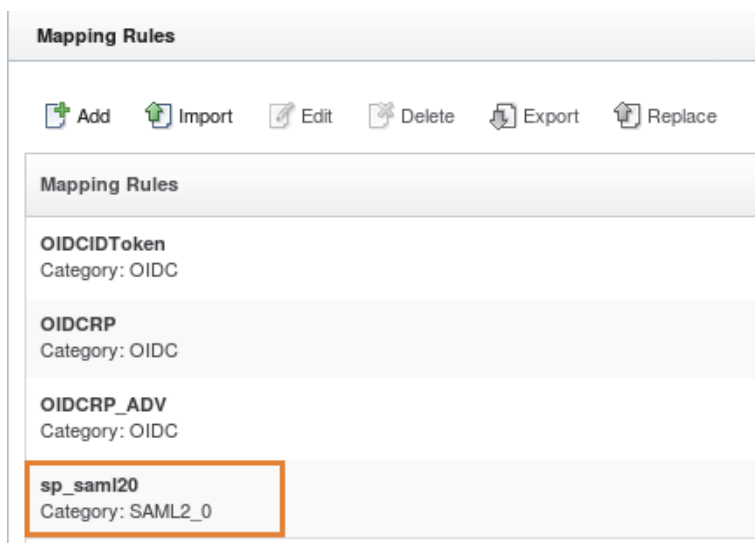 Mapping Rules
Add Import Edit Delete Export Replace
Mapping Rules
OIDCIDToken
Category: OIDC
OIDCRP
Category: OIDC
OIDCRP_ADV
Category: OIDC
sp_saml20
Category: SAML2_0